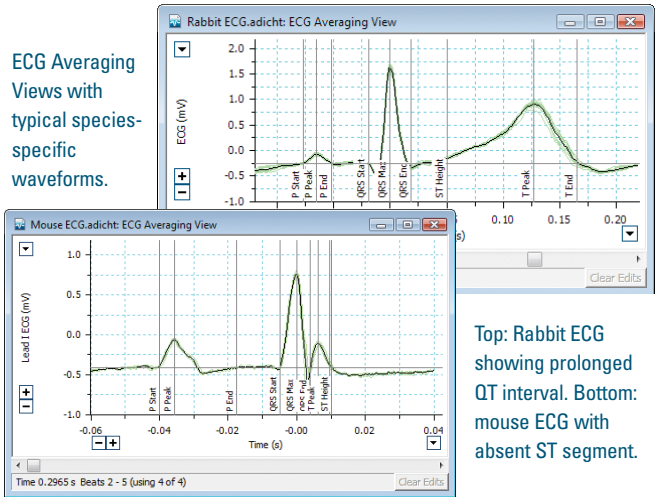 ECG Averaging
Views with
typical species-
specific
waveforms.
Rabbit ECG.adicht: ECG Averaging View
2.0
1.5
1.0
0.5
0.0
-0.5
-1.0
ECG (mV)
P Start
P Peak
P End
QRS Start
QRS Max
QRS End
ST Height
T Peak
T End
0.10
0.15
0.20
s)
Clear Edits
Mouse ECG.adicht: ECG Averaging View
1.0
0.5
0.0
-0.5
-1.0
Lead I ECG (mV)
P Start
P Peak
P End
QRS Start
QRS Max
QRS End
T Peak
ST Height
-0.06
-0.04
-0.02
0.00
0.02
0.04
Time (s)
Time 0.2965 s Beats 2 - 5 (using 4 of 4)
Clear Edits
Top: Rabbit ECG
showing prolonged
QT interval. Bottom:
mouse ECG with
absent ST segment.